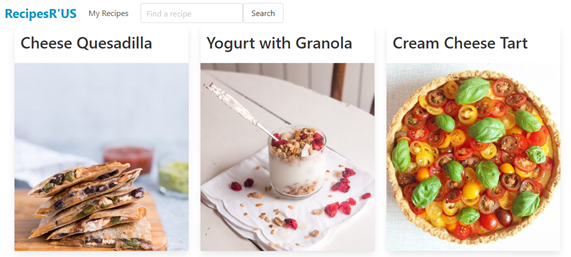 RecipesR'US My Recipes Find a recipe Search
Cheese Quesadilla Yogurt with Granola Cream Cheese Tart